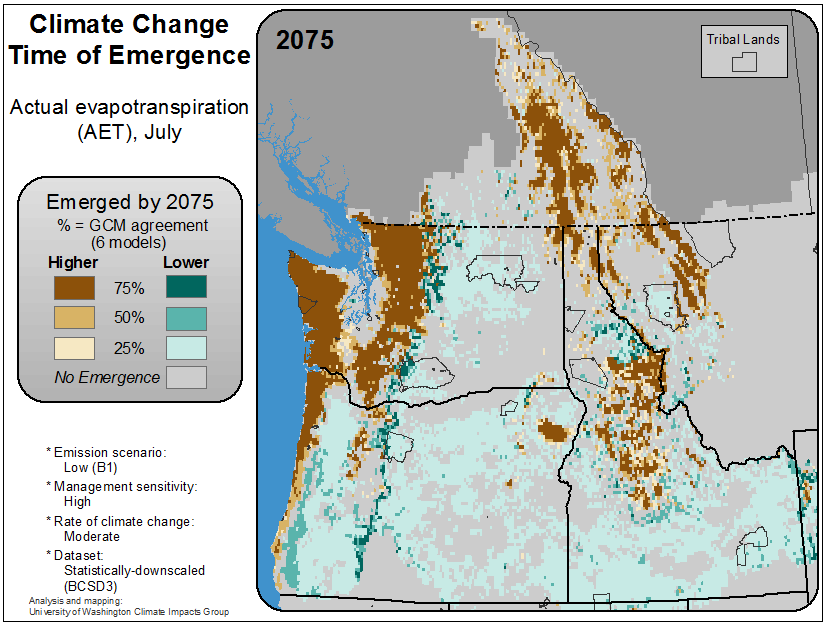 Climate Change
Time of Emergence
Actual evapotranspiration
(AET), July
Emerged by 2075
% = GCM agreement
(6 models)
Higher Lower
75%
50%
25%
No Emergence
* Emission scenario:
Low (B1)
* Management sensitivity:
High
* Rate of climate change:
Moderate
* Dataset:
Statistically-downscaled
(BCSD3)
Analysis and mapping:
University of Washington Climate Impacts Group
2075
Tribal Lands